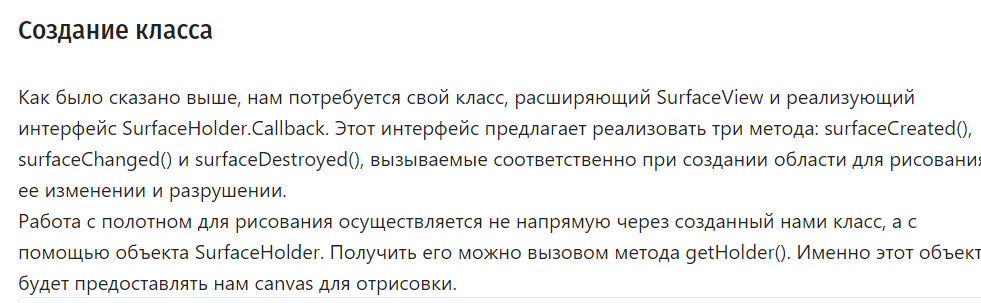 Создание класса
Как было сказано выше, нам потребуется свой класс, расширяющий SurfaceView и реализующий
интерфейс SurfaceHolder.Callback. Этот интерфейс предлагает реализовать три метода: surfaceCreated(),
surfaceChanged() и surfaceDestroyed(), вызываемые соответственно при создании области для рисования
ее изменении и разрушении.
Работа с полотном для рисования осуществляется не напрямую через созданный нами класс, а с
помощью объекта SurfaceHolder. Получить его можно вызовом метода getHolder(). Именно этот объект
будет предоставлять нам canvas для отрисовки.